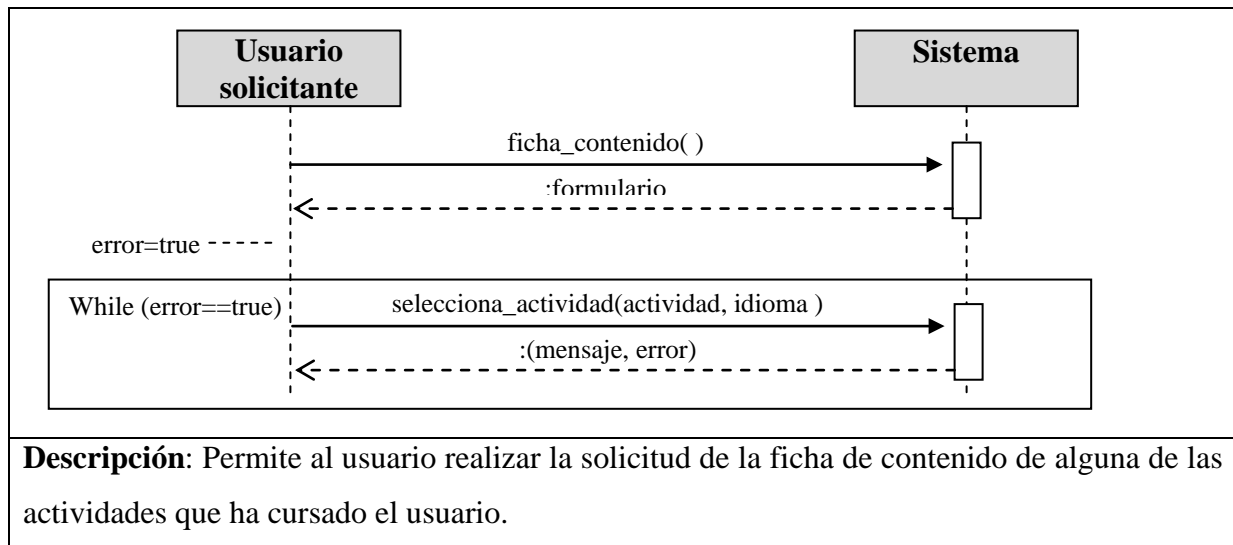 Usuario
solicitante
Sistema
ficha_contenido( )
:formulario
error=true
While (error==true)
selecciona_actividad(actividad, idioma )
:(mensaje, error)
Descripción: Permite al usuario realizar la solicitud de la ficha de contenido de alguna de las
actividades que ha cursado el usuario.